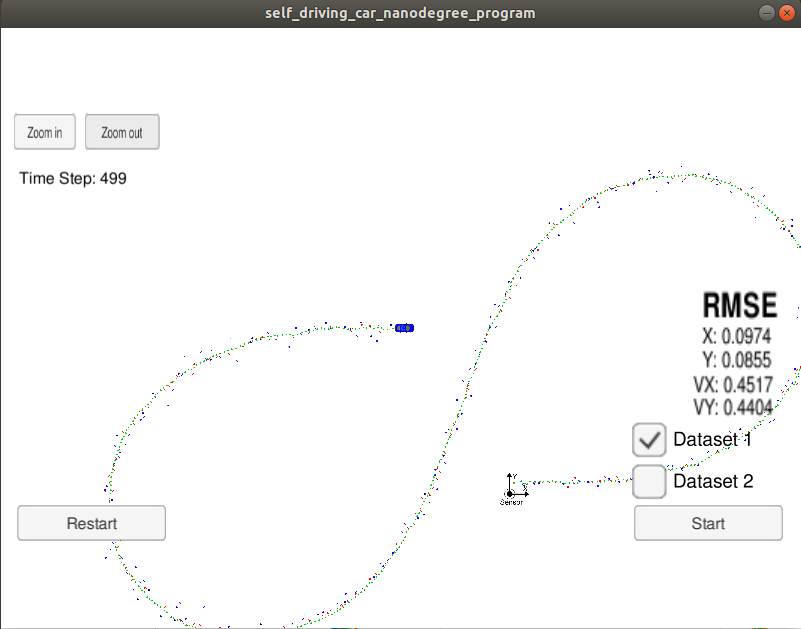 self_driving_car_nanodegree_program
Zoom in
Zoom out
Time Step: 499
RMSE
X: 0.0974
Y: 0.0855
VX: 0.4517
VY: 0.4404
Dataset 1
Dataset 2
Y
X
Sensor
Restart
Start